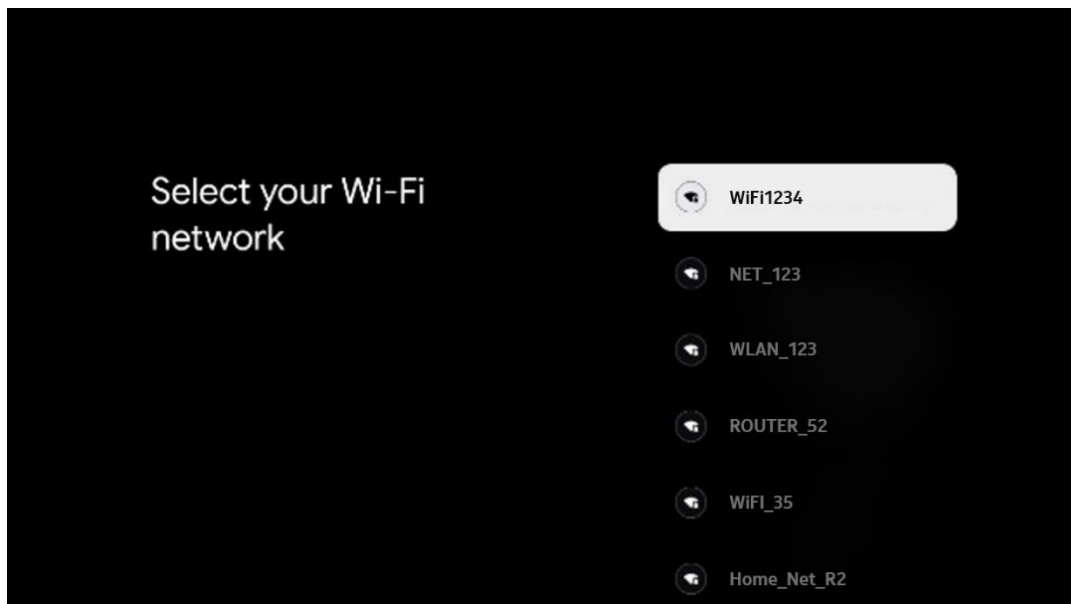 Select your Wi-Fi
network
WiFi1234
NET_123
WLAN_123
ROUTER_52
WiFI_35
Home_Net_R2